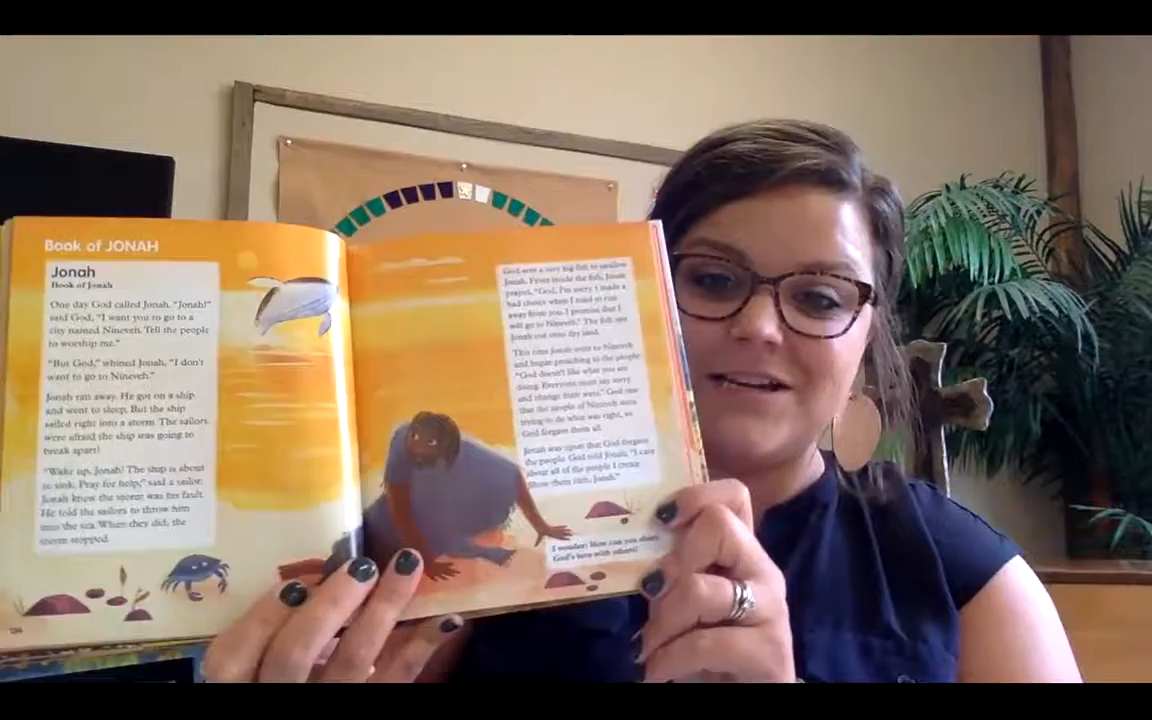 Book of JONAH
Jonah
Book of Jonah
One day God called Jonah. "Jonah!"
said God, "I want you to go to a
city named Nineveh. Tell the people
to worship me."
"But God," whined Jonah, "I don't
want to go to Nineveh."
Jonah ran away. He got on a ship
and went to sleep. But the ship
sailed right into a storm. The sailors
were afraid the ship was going to
break apart!
"Wake up, Jonah! The ship is about
to sink. Pray for help," said a sailor.
Jonah knew the storm was his fault.
He told the sailors to throw him
into the sea. When they did, the
storm stopped.
God sent a very big fish to swallow
Jonah. From inside the fish, Jonah
prayed, "God, I'm sorry I made a
bad choice when I tried to run
away from you. I promise that I
will go to Nineveh." The fish spit
Jonah out onto dry land.
This time Jonah went to Nineveh
and began preaching to the people.
"God doesn't like what you are
doing. Everyone must say sorry
and change their ways." God saw
that the people of Nineveh were
trying to do what was right, so
God forgave them all.
Jonah was upset that God forgave
the people. God told Jonah, "I care
about all of the people I create.
Show them care, Jonah."
I wonder! How can you share
God's love with others?